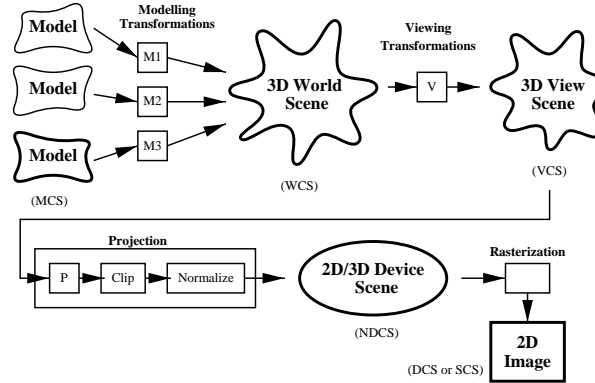 Modelling
Transformations
Viewing
Transformations
Model
M1
Model
M2
Model
M3
3D World
Scene
V
3D View
Scene
(MCS)
(WCS)
(VCS)
Projection
P
Clip
Normalize
2D/3D Device
Scene
(NDCS)
Rasterization
2D
Image
(DCS or SCS)